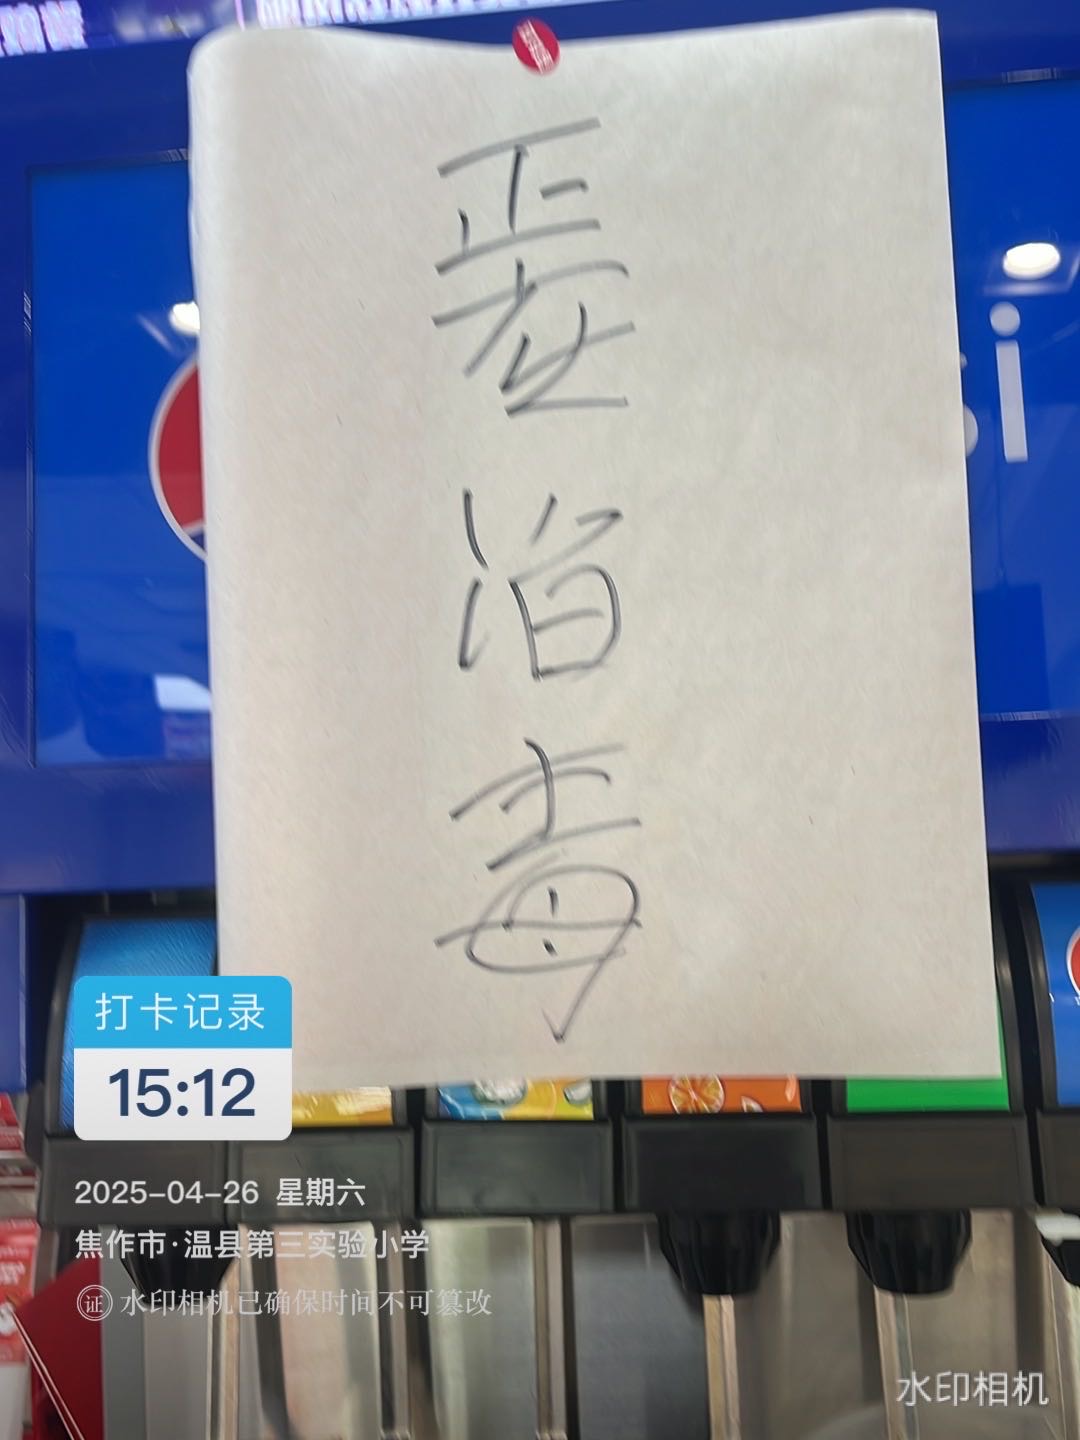 正在
消毒
i
打卡记录
15:12
2025-04-26 星期六
焦作市·温县第三实验小学
证 水印相机已确保时间不可篡改
水印相机